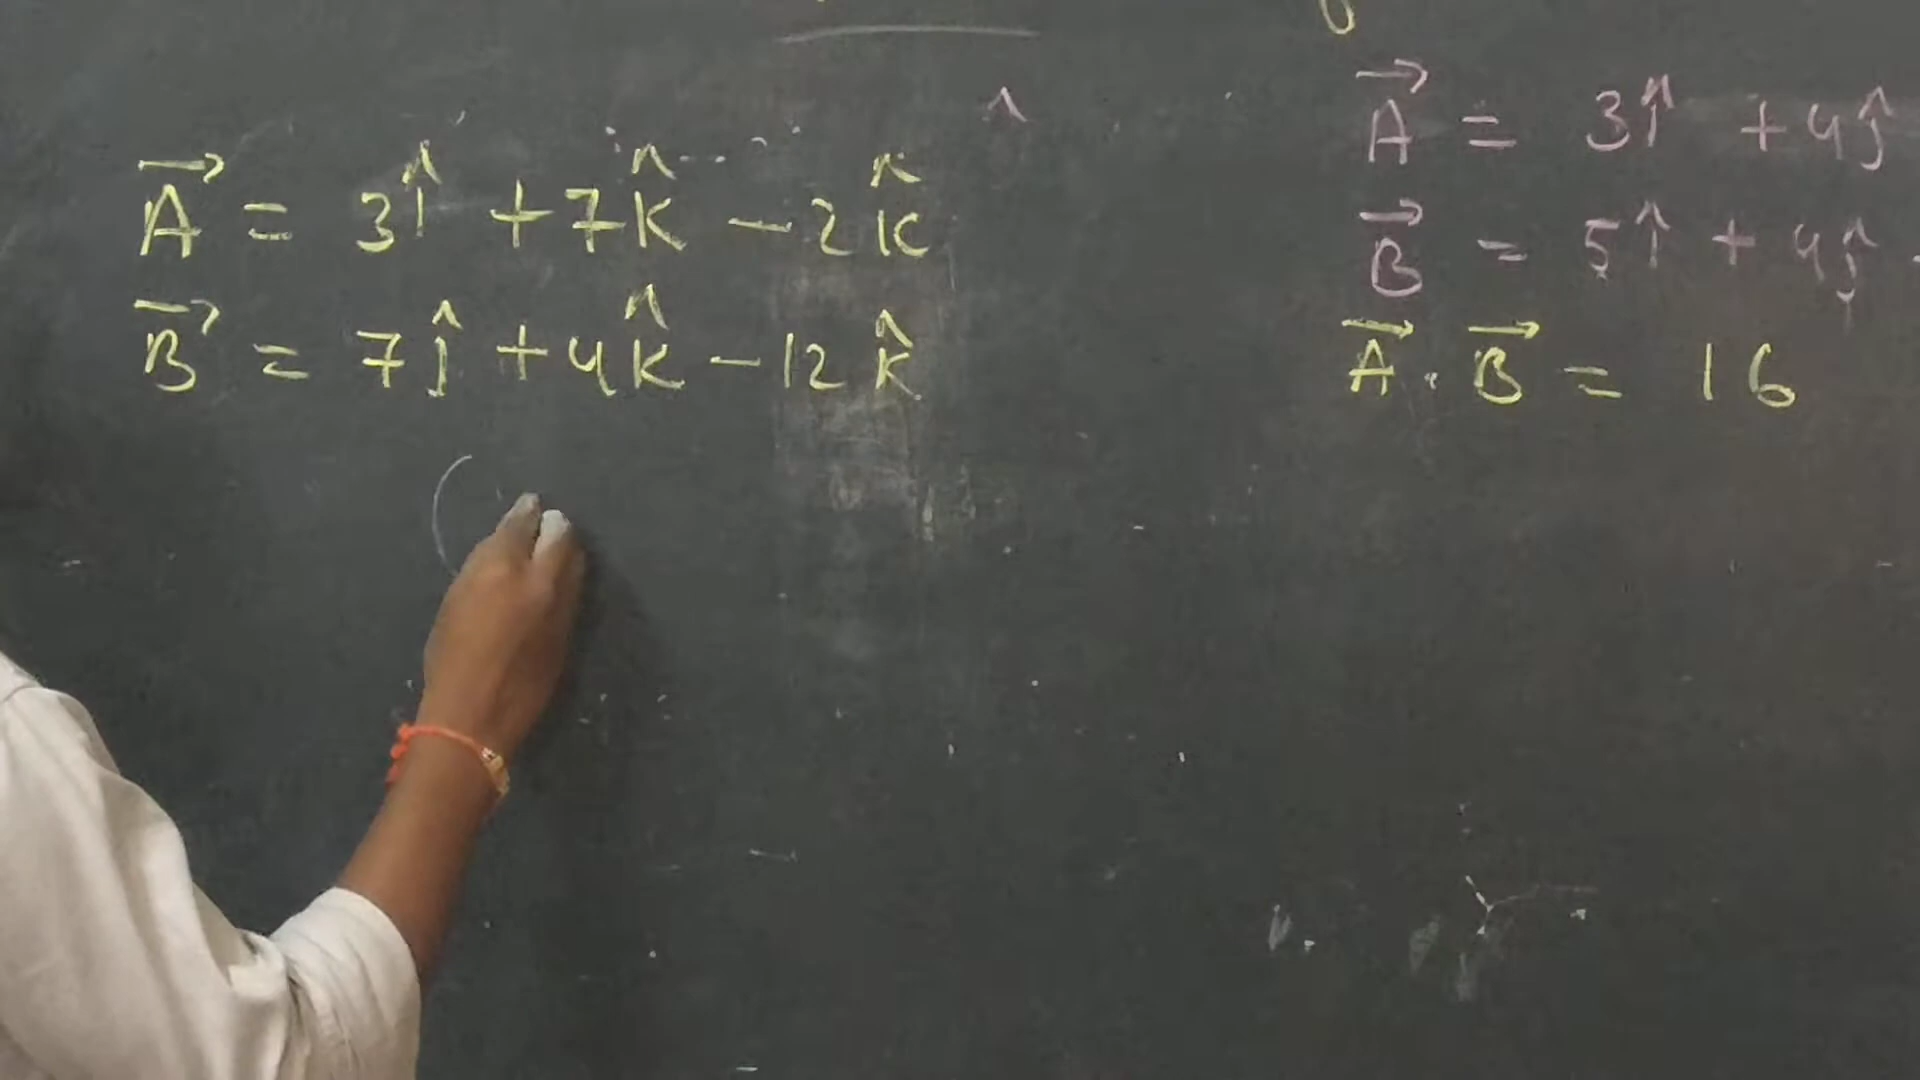 A⃗ = 3î + 7k̂ - 2k̂
B⃗ = 7ĵ + 4k̂ - 12k̂
A⃗ = 3î + 4ĵ
B⃗ = 5î + 4ĵ -
A⃗ . B⃗ = 16